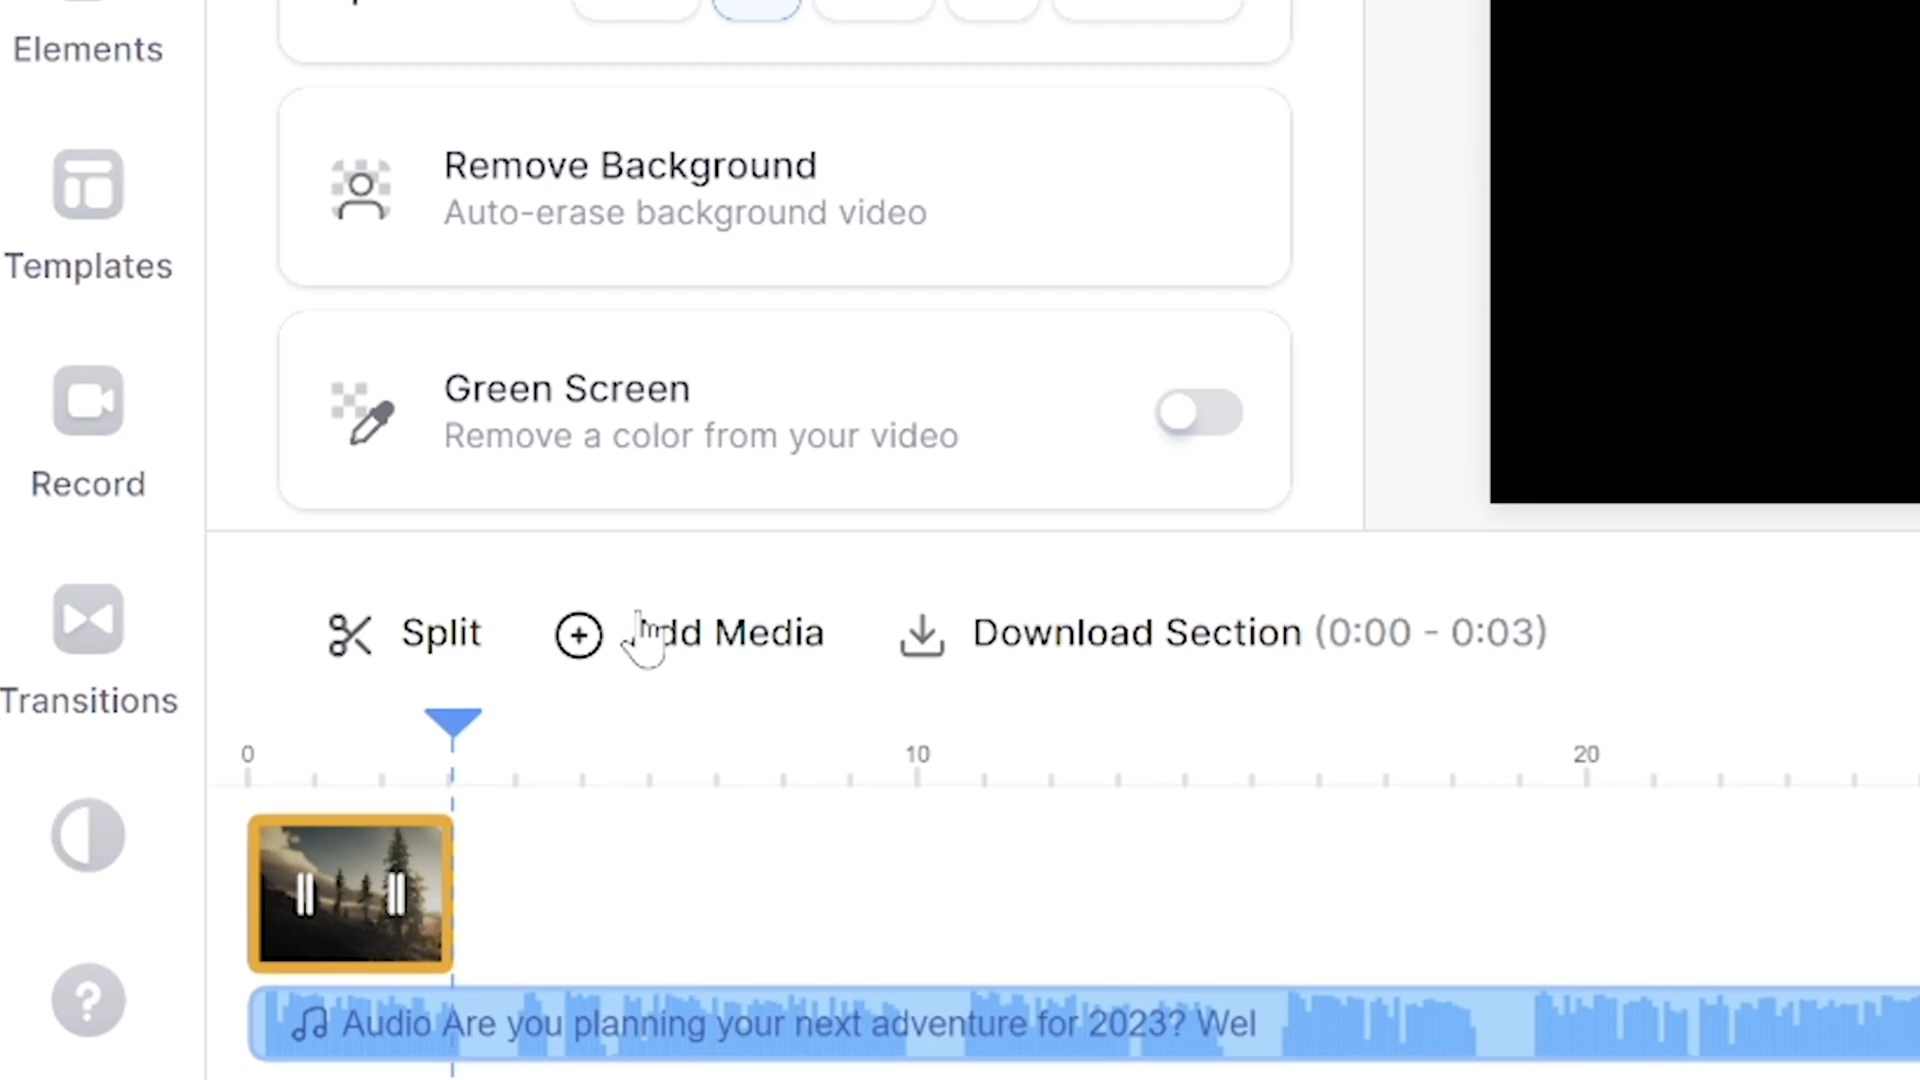 Elements
Templates
Record
Transitions
Remove Background
Auto-erase background video
Green Screen
Remove a color from your video
Split
dd Media
Download Section (0:00 - 0:03)
0
10
20
Audio Are you planning your next adventure for 2023? Wel
?